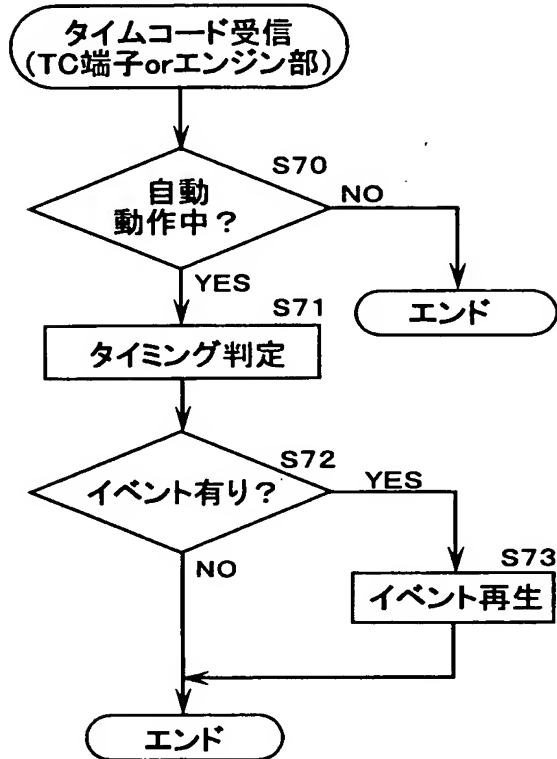 タイムコード受信
(TC端子orエンジン部)
S70
自動
動作中？
NO
YES
エンド
S71
タイミング判定
S72
イベント有り？
YES
NO
S73
イベント再生
エンド